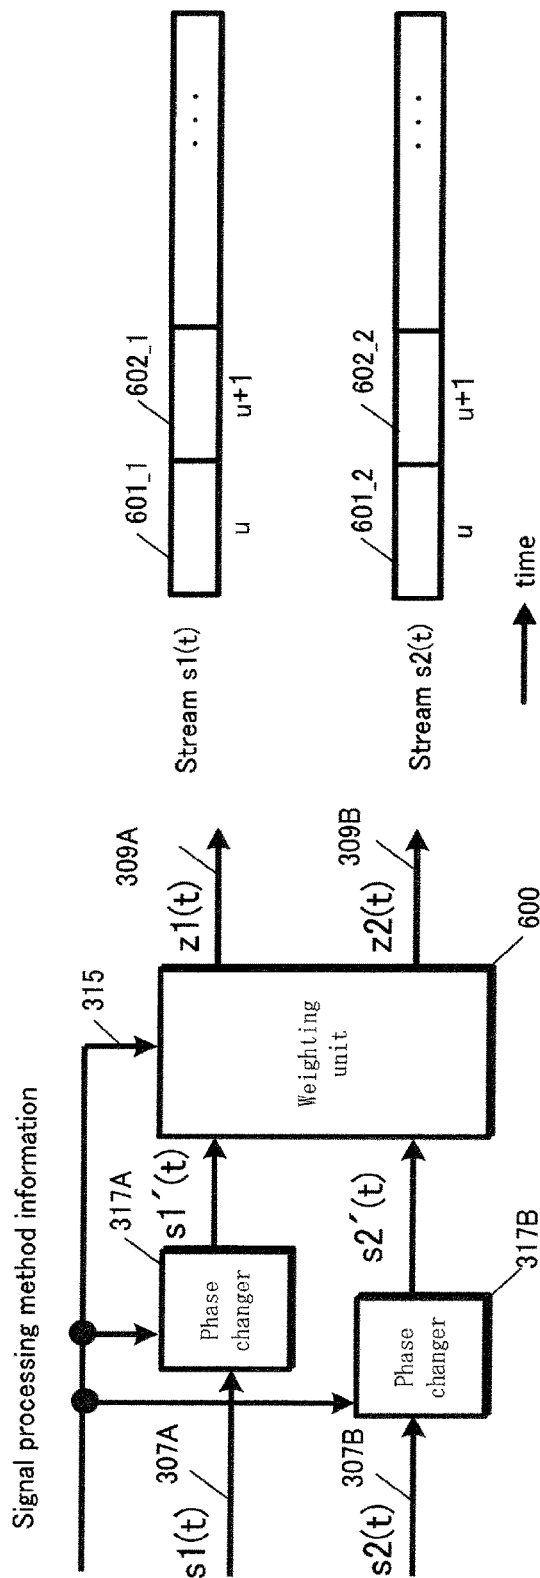 Signal processing method information
315
s1(t)
307A
Phase
changer
317A
s1′(t)
s2(t)
307B
Phase
changer
317B
s2′(t)
Weighting
unit
600
z1(t)
309A
z2(t)
309B
Stream s1(t)
601_1
602_1
. . .
u
u+1
Stream s2(t)
601_2
602_2
. . .
u
u+1
time